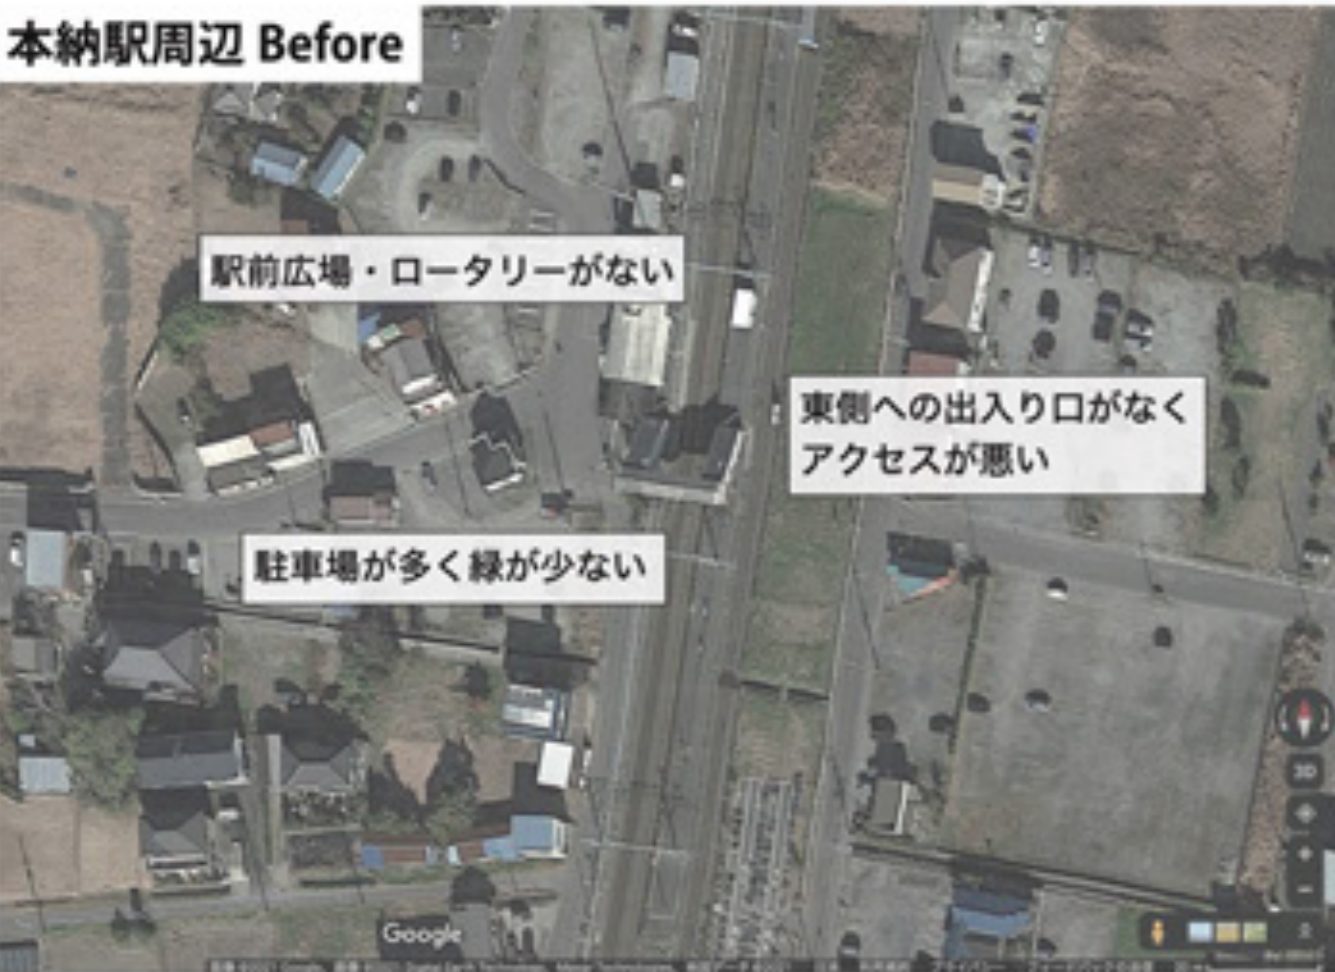 本納駅周辺 Before
駅前広場・ロータリーがない
東側への出入り口がなく
アクセスが悪い
駐車場が多く緑が少ない
3D
Google